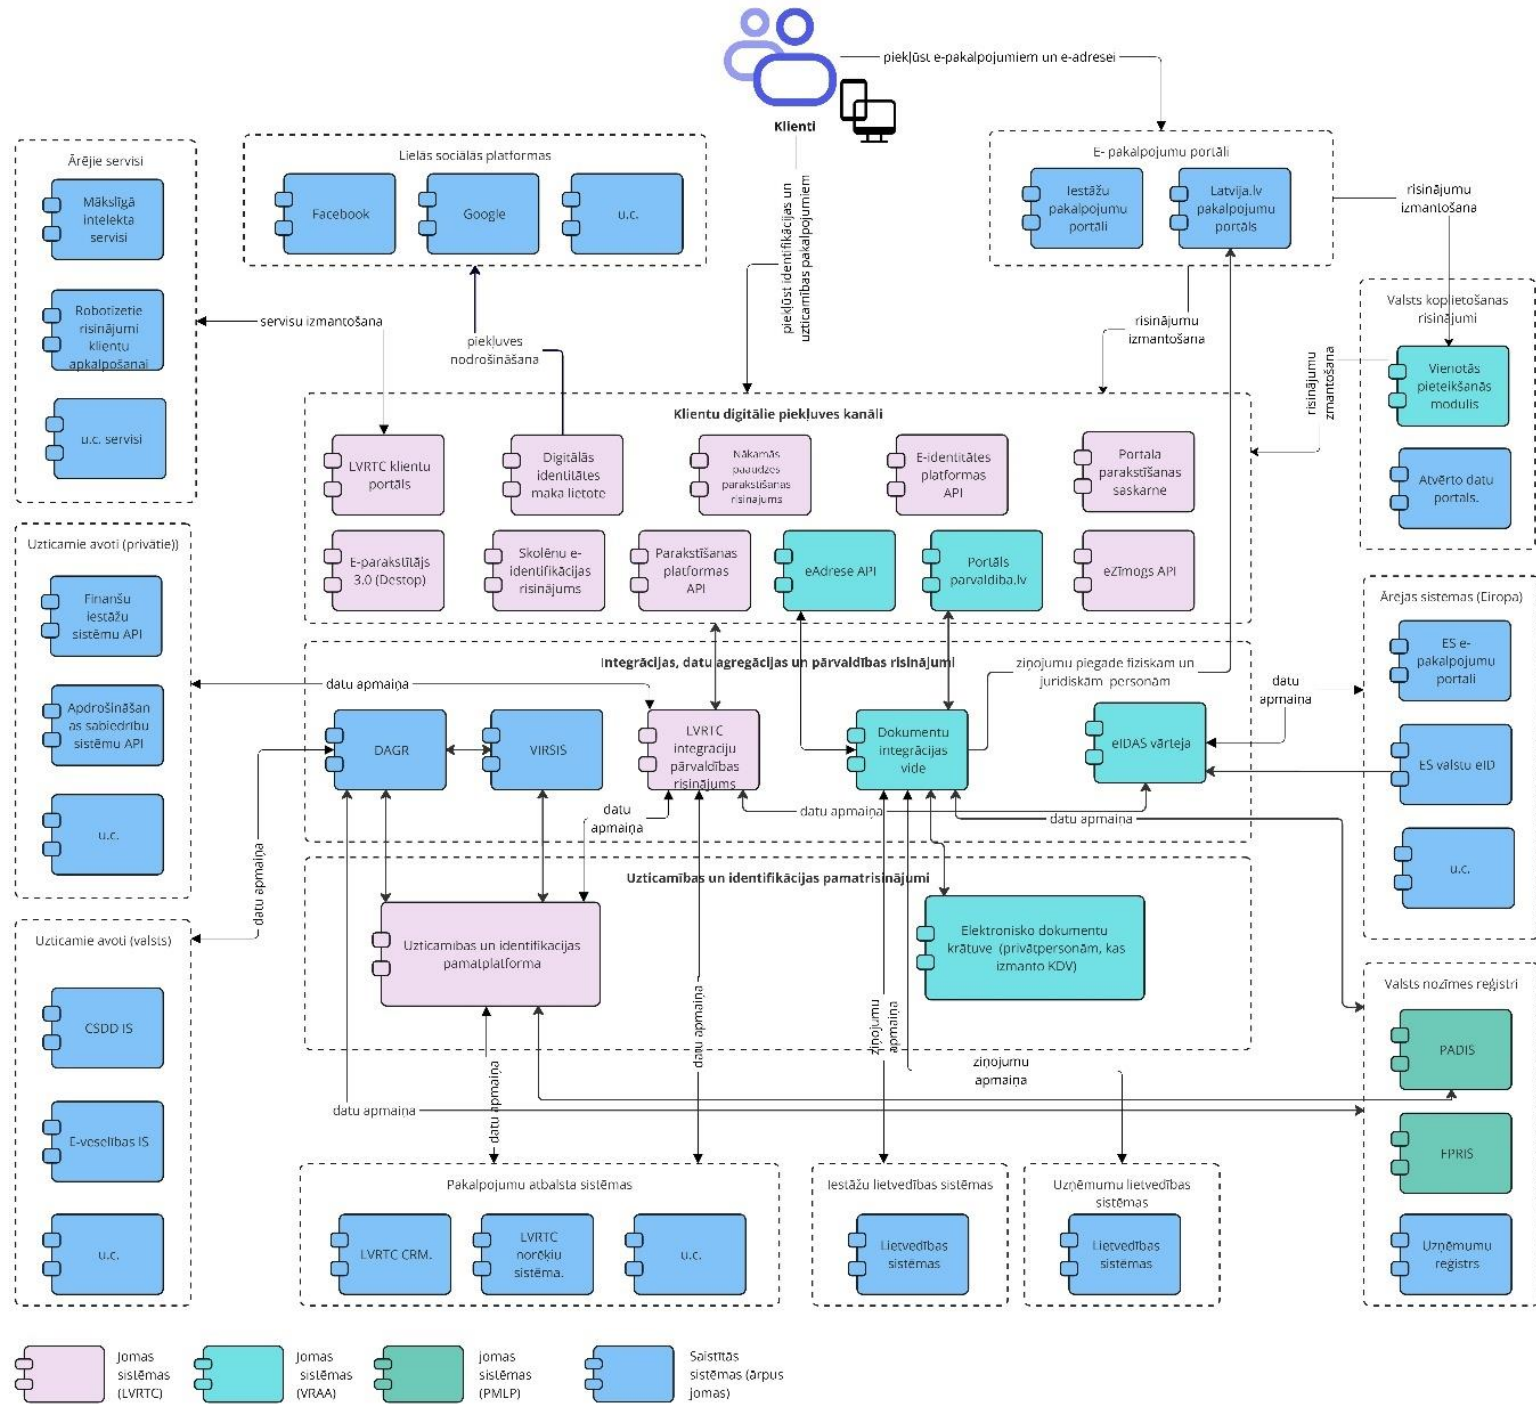 piekļūst e-pakalpojumiem un e-adresei
Klienti
Ārējie servisi
Mākslīgā
intelekta
servisi
Robotizetie
risinājumi
klientu
apkalpošanai
u.c. servisi
Lielās sociālās platformas
Facebook
Google
u.c.
piekļūst identifikācijas un
uzticamības pakalpojumiem
E- pakalpojumu portāli
Iestāžu
pakalpojumu
portāli
Latvija.lv
pakalpojumu
portāls
risinājumu
izmantošana
servisu izmantošana
piekļuves
nodrošināšana
risinājumu
izmantošana
risinājumu
zmantošana
Valsts koplietošanas
risinājumi
Vienotās
pieteikšanās
modulis
Atvērto datu
portals.
Klientu digitālie piekļuves kanāli
LVRTC klientu
portāls
Digitālās
identitātes
maka lietote
Nākamās
paaudzes
parakstīšanas
risinājums
E-identitātes
platformas
API
Portala
parakstīšanas
saskarne
E-parakstītājs
3.0 (Destop)
Skolēnu e-
identifikācijas
risinājums
Parakstīšanas
platformas
API
eAdrese API
Portāls
parvaldiba.lv
eZīmogs API
Uzticamie avoti (privātie))
Finanšu
iestāžu
sistēmu API
Apdrošināšan
as sabiedrību
sistēmu API
u.c.
Integrācijas, datu agregācijas un pārvaldības risinājumi
datu apmaiņa
ziņojumu piegāde fiziskām un
juridiskām personām
DAGR
VIRSIS
LVRTC
integrāciju
pārvaldības
risinājums
Dokumentu
integrācijas
vide
eIDAS vārteja
datu
apmaiņa
datu
apmaiņa
datu apmaiņa
datu apmaiņa
datu apmaiņa
Ārejās sistēmas (Eiropa)
ES e-
pakalpojumu
portali
ES valstu eID
u.c.
Uzticamības un identifikācijas pamatrisinājumi
Uzticamības un identifikācijas
pamatplatforma
Elektronisko dokumentu
krātuve (privātpersonām, kas
izmanto KDV)
Uzticamie avoti (valsts)
CSDD IS
E-veselības IS
u.c.
datu apmaiņa
datu apmaiņa
datu apmaiņa
ziņojumu
apmaiņa
ziņojumu
apmaiņa
Valsts nozīmes reģistri
PADIS
FPRIS
Uzņēmumu
reģistrs
Pakalpojumu atbalsta sistēmas
LVRTC CRM.
LVRTC
norēķiu
sistēma.
u.c.
Iestāžu lietvedības sistēmas
Lietvedības
sistēmas
Uzņēmumu lietvedības
sistēmas
Lietvedības
sistēmas
Jomas
sistēmas
(LVRTC)
Jomas
sistēmas
(VRAA)
jomas
sistēmas
(PMLP)
Saistītās
sistēmas (ārpus
jomas)